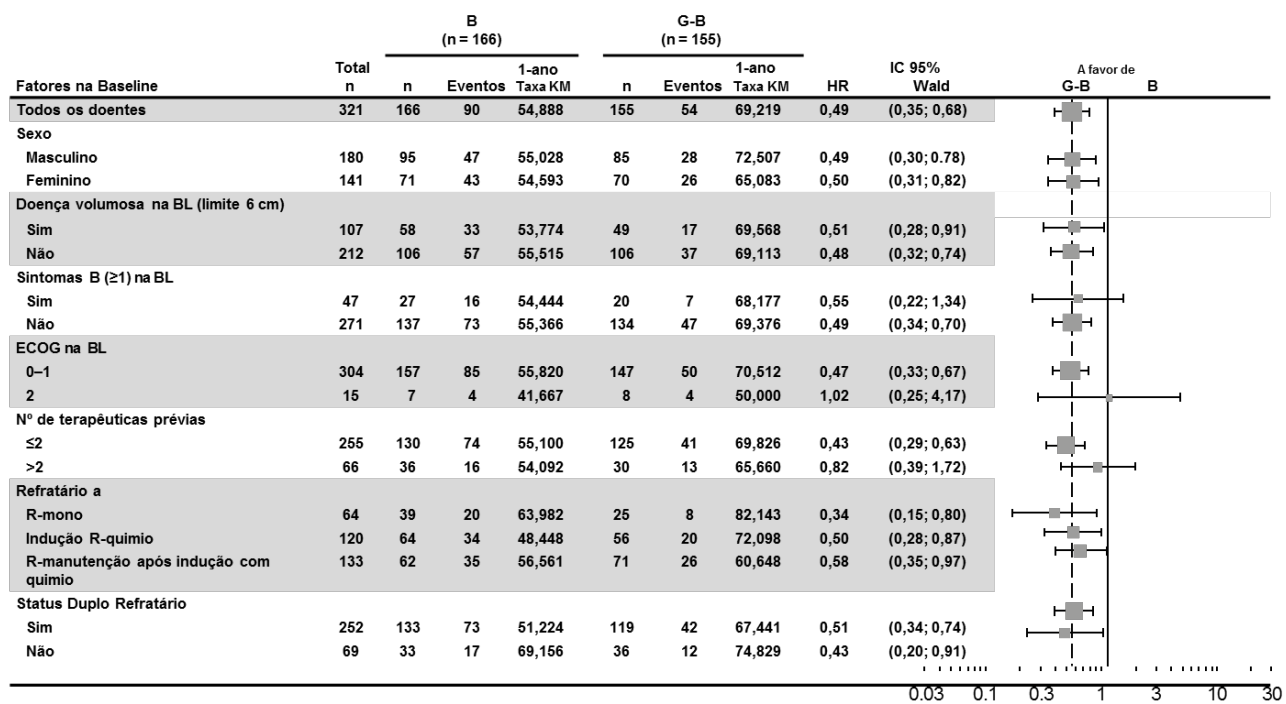 B G-B
(n = 166) (n = 155)
Total 1-ano 1-ano IC 95% A favor de
Fatores na Baseline n n Eventos Taxa KM n Eventos Taxa KM HR Wald G-B B
Todos os doentes 321 166 90 54,888 155 54 69,219 0,49 (0,35; 0,68)
Sexo
Masculino 180 95 47 55,028 85 28 72,507 0,49 (0,30; 0.78)
Feminino 141 71 43 54,593 70 26 65,083 0,50 (0,31; 0,82)
Doença volumosa na BL (limite 6 cm)
Sim 107 58 33 53,774 49 17 69,568 0,51 (0,28; 0,91)
Não 212 106 57 55,515 106 37 69,113 0,48 (0,32; 0,74)
Sintomas B (≥1) na BL
Sim 47 27 16 54,444 20 7 68,177 0,55 (0,22; 1,34)
Não 271 137 73 55,366 134 47 69,376 0,49 (0,34; 0,70)
ECOG na BL
0–1 304 157 85 55,820 147 50 70,512 0,47 (0,33; 0,67)
2 15 7 4 41,667 8 4 50,000 1,02 (0,25; 4,17)
Nº de terapêuticas prévias
≤2 255 130 74 55,100 125 41 69,826 0,43 (0,29; 0,63)
>2 66 36 16 54,092 30 13 65,660 0,82 (0,39; 1,72)
Refratário a
R-mono 64 39 20 63,982 25 8 82,143 0,34 (0,15; 0,80)
Indução R-quimio 120 64 34 48,448 56 20 72,098 0,50 (0,28; 0,87)
R-manutenção após indução com 133 62 35 56,561 71 26 60,648 0,58 (0,35; 0,97)
quimio
Status Duplo Refratário
Sim 252 133 73 51,224 119 42 67,441 0,51 (0,34; 0,74)
Não 69 33 17 69,156 36 12 74,829 0,43 (0,20; 0,91)
0.03 0.1 0.3 1 3 10 30